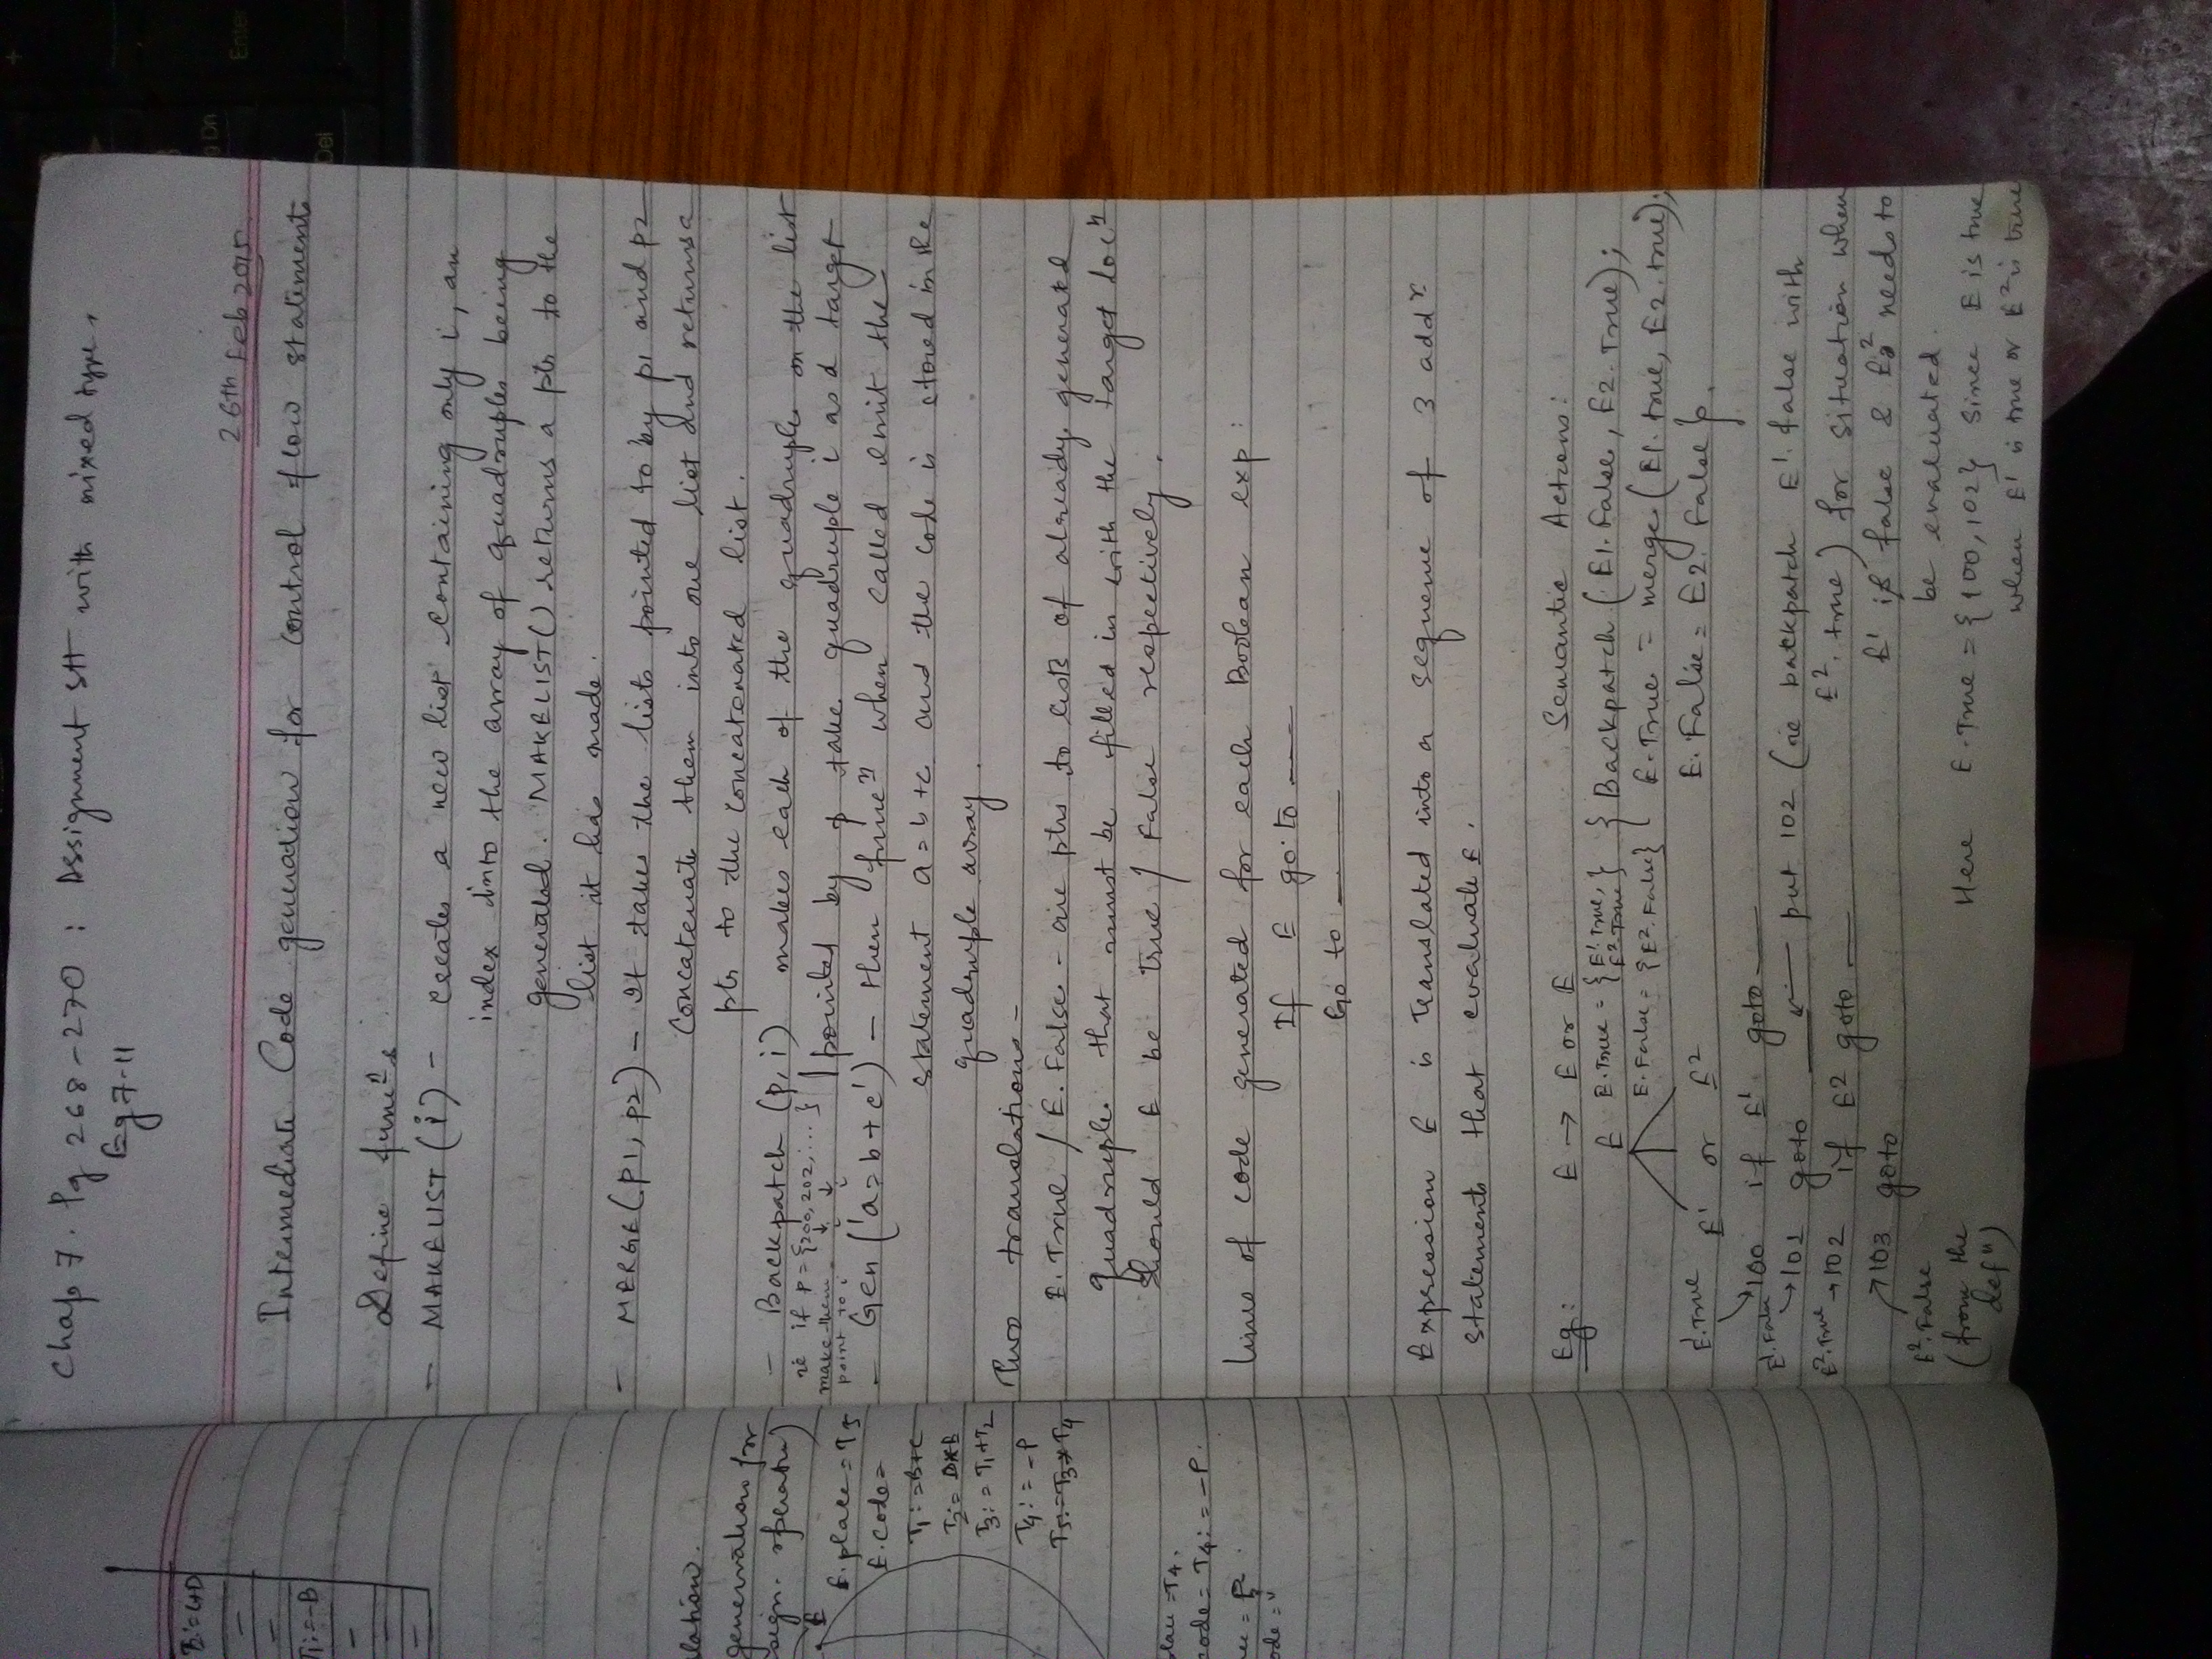 Chap 7. Pg 268-270 : Assignment stt with mixed type.
Eg 7-11
26th Feb 2015
Intermediate Code generation for control flow statements
Define funcⁿs
- MAKELIST (i) - creates a new list containing only i, an
index into the array of quadruples being
generated. MAKELIST() returns a ptr to the
list it has made.
- MERGE(P1, P2) - It takes the lists pointed to by p1 and p2
concatenate them into one list and returns a
ptr to the concatenated list.
- Backpatch (p, i) makes each of the quadruples on the list
ie if p = {200, 202, ... }
pointed by p take quadruple i as a target
make them
point to i
i i
- Gen ('a=b+c') - then funcⁿ when called emit the
statement a=b+c and the code is stored in the
quadruple array.
Two translations -
E.True / E.False - are ptrs to lists of already generated
quadruples that must be filled in with the target locⁿ
should E be true / False respectively.
lines of code generated for each Boolean exp :
If E go to ___
Go to ___
Expression E is translated into a sequence of 3 addʳ
statements that evaluate E.
Eg : E → E or E Semantic Actions :
E E.True = {E¹.True, E².True} { Backpatch (E1.False, E2.True);
E.False = {E².False} E.True = merge (E1.true, E2.true);
E¹.True E¹ or E² E.False = E2.False }.
100 if E¹ goto ___
E¹.False → 101 goto ___ ← put 102 (ie backpatch E¹.false with
E².True → 102 if E² goto ___ E².true) for situation when
103 goto E¹ is false & E² needs to
E².False be evaluated.
(from the Here E.True = {100, 102} since E is true
defⁿ) when E¹ is true or E² is true
T₁:=-B
lation.
generation for
sign. operator)
E
E.place = T5
E.code =
T₁ := B+C
T₂ := D*E
T₃ := T₁+T₂
T₄ := -P
T₅ := T₃*T₄
place = T₄.
code = T₄ := -P.